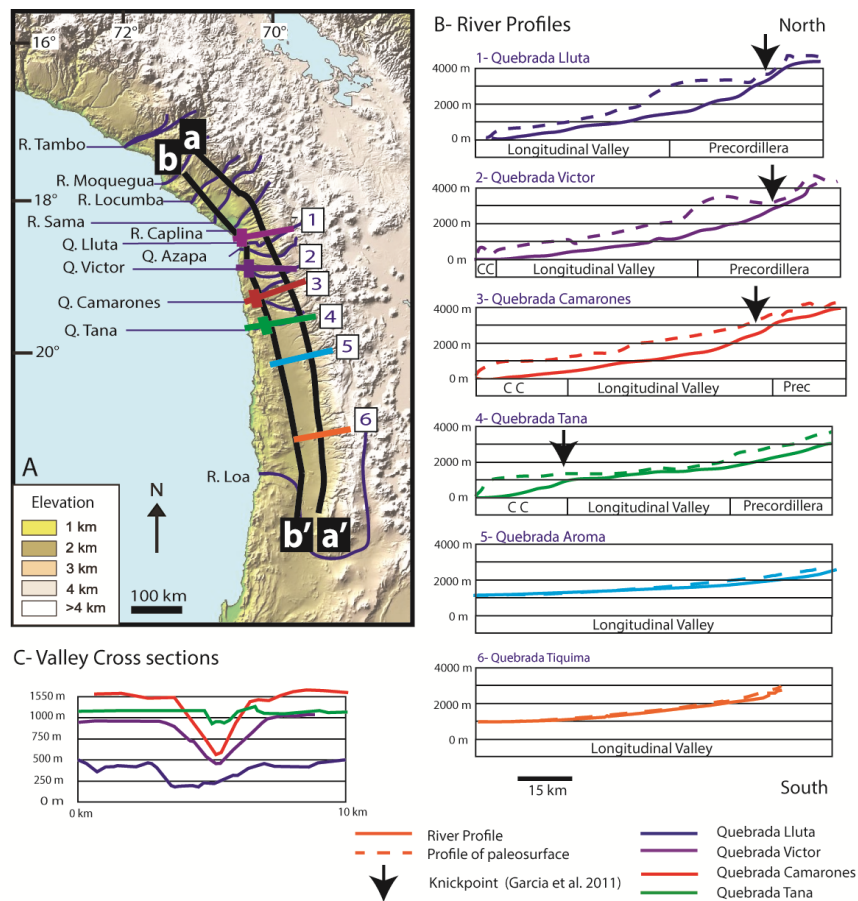 16°
72°
70°
a
b
R. Tambo
R. Moquegua
R. Locumba
18°
R. Sama
R. Caplina
1
Q. Lluta
Q. Azapa
2
Q. Victor
3
Q. Camarones
4
Q. Tana
5
20°
6
R. Loa
A
b’
a’
N
100 km
Elevation
1 km
2 km
3 km
4 km
>4 km
B- River Profiles
North
1- Quebrada Lluta
4000 m
2000 m
0 m
Longitudinal Valley
Precordillera
2- Quebrada Victor
4000 m
2000 m
0 m
CC
Longitudinal Valley
Precordillera
3- Quebrada Camarones
4000 m
2000 m
0 m
C C
Longitudinal Valley
Prec
4- Quebrada Tana
4000 m
2000 m
0 m
C C
Longitudinal Valley
Precordillera
5- Quebrada Aroma
4000 m
2000 m
0 m
Longitudinal Valley
6- Quebrada Tiquima
4000 m
2000 m
0 m
Longitudinal Valley
15 km
South
C- Valley Cross sections
1550 m
1000 m
750 m
500 m
250 m
0 m
0 km
10 km
River Profile
Profile of paleosurface
Knickpoint (Garcia et al. 2011)
Quebrada Lluta
Quebrada Victor
Quebrada Camarones
Quebrada Tana